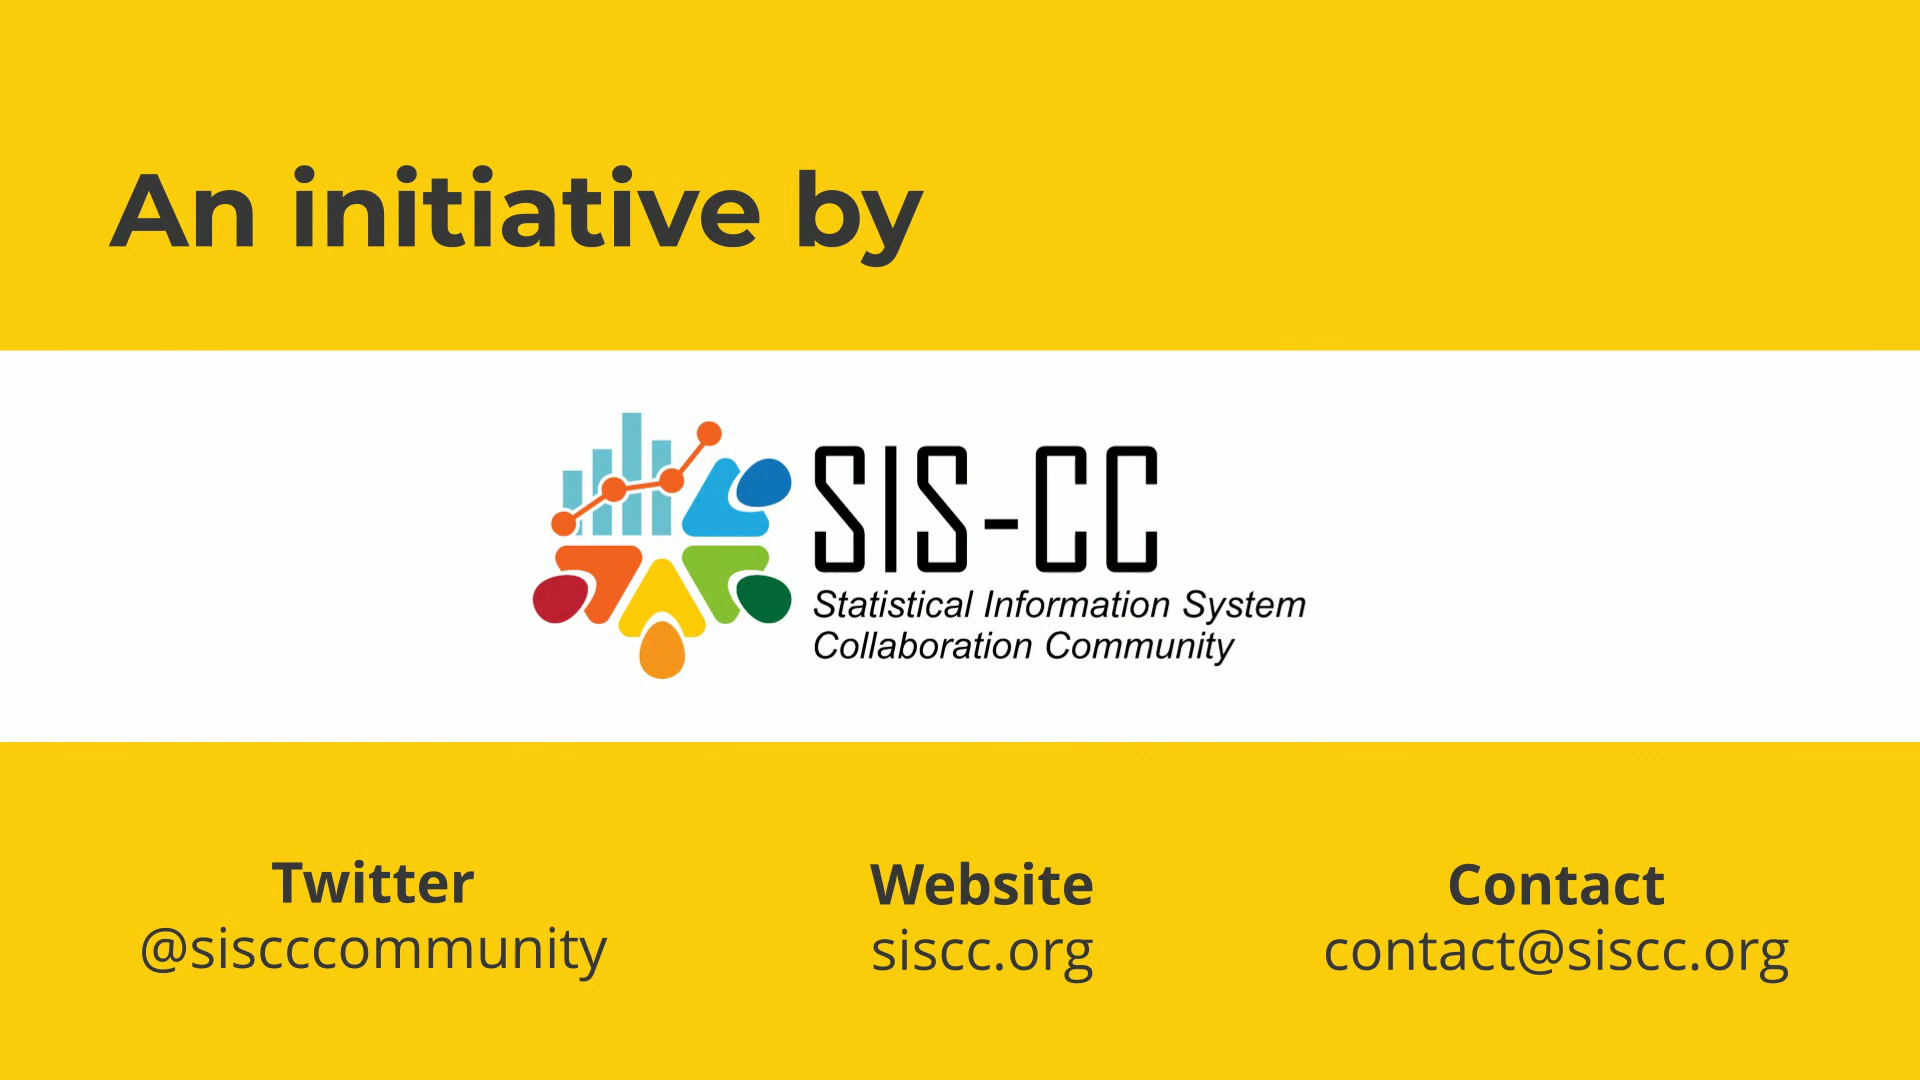 An initiative by
SIS-CC
Statistical Information System
Collaboration Community
Twitter
@siscccommunity
Website
siscc.org
Contact
contact@siscc.org